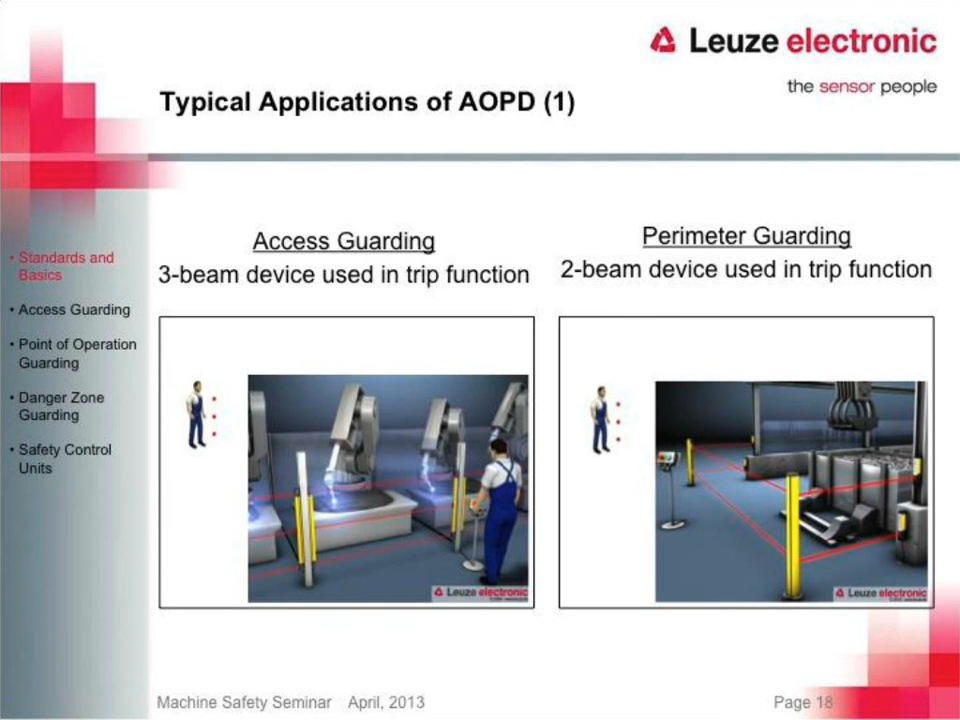 Leuze electronic
the sensor people
Typical Applications of AOPD (1)
• Standards and
Basics
• Access Guarding
• Point of Operation
Guarding
• Danger Zone
Guarding
• Safety Control
Units
Access Guarding
3-beam device used in trip function
Perimeter Guarding
2-beam device used in trip function
Leuze electronic
Leuze electronic
Machine Safety Seminar April, 2013
Page 18